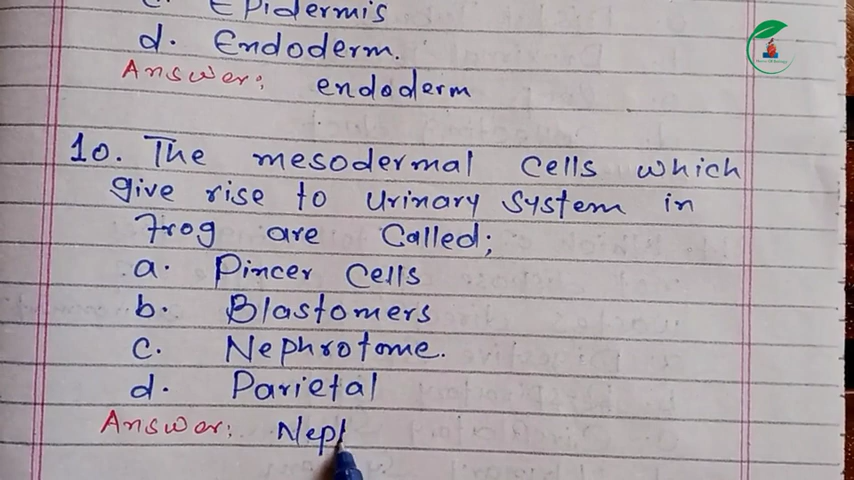 c. Epidermis
d. Endoderm.
Answer: endoderm
10. The mesodermal cells which
give rise to urinary system in
Frog are Called;
a. Pincer Cells
b. Blastomers
c. Nephrotome.
d. Parietal
Answer: Neph